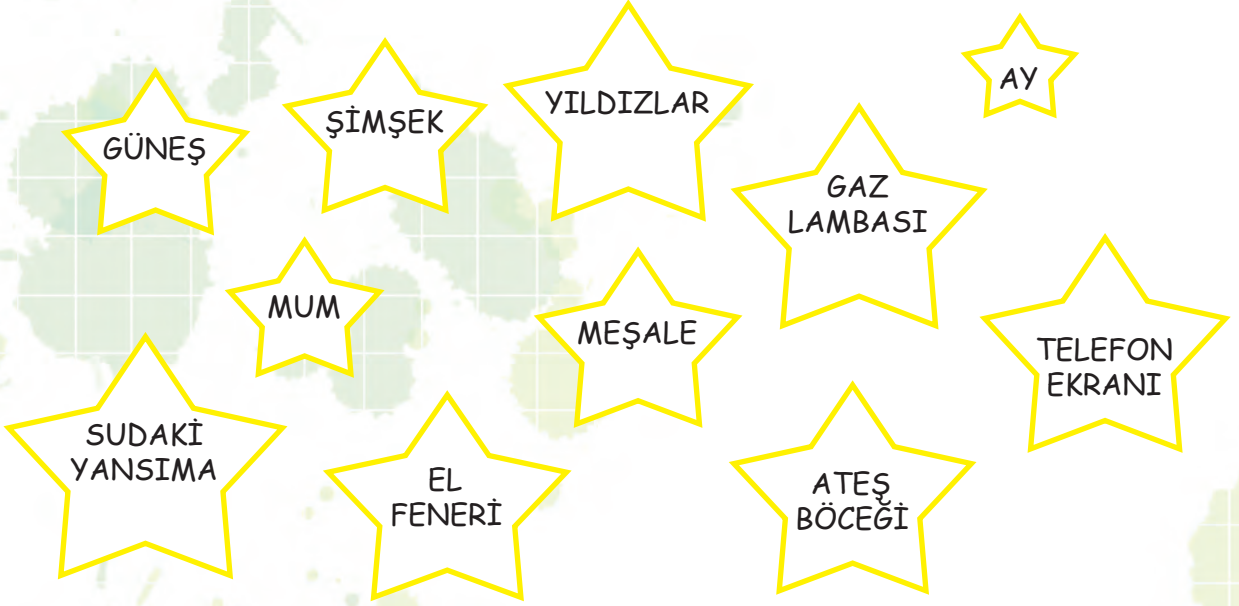 GÜNEŞ
ŞİMŞEK
YILDIZLAR
AY
GAZ
LAMBASI
MUM
MEŞALE
TELEFON
EKRANI
SUDAKİ
YANSIMA
EL
FENERİ
ATEŞ
BÖCEĞİ